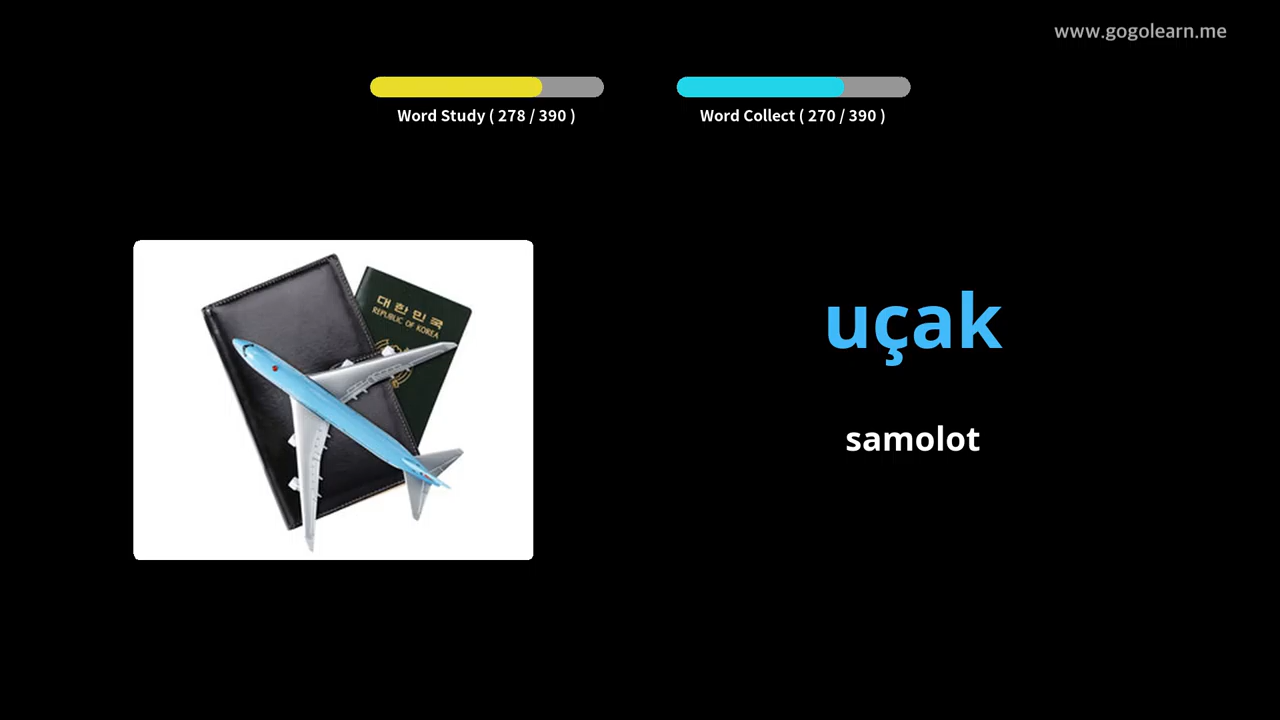 www.gogolearn.me
Word Study ( 278 / 390 )
Word Collect ( 270 / 390 )
대한민국
REPUBLIC OF KOREA
uçak
samolot